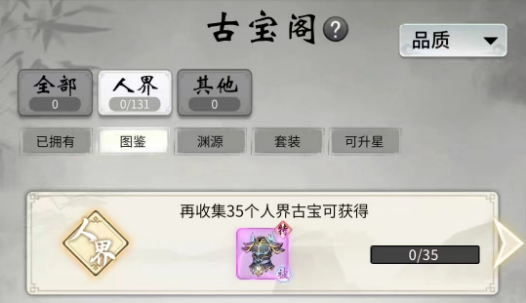 古宝阁?
品质
全部 人界 其他
0 0/131 0
已拥有 图鉴 渊源 套装 可升星
再收集35个人界古宝可获得
人界
特
被
0/35